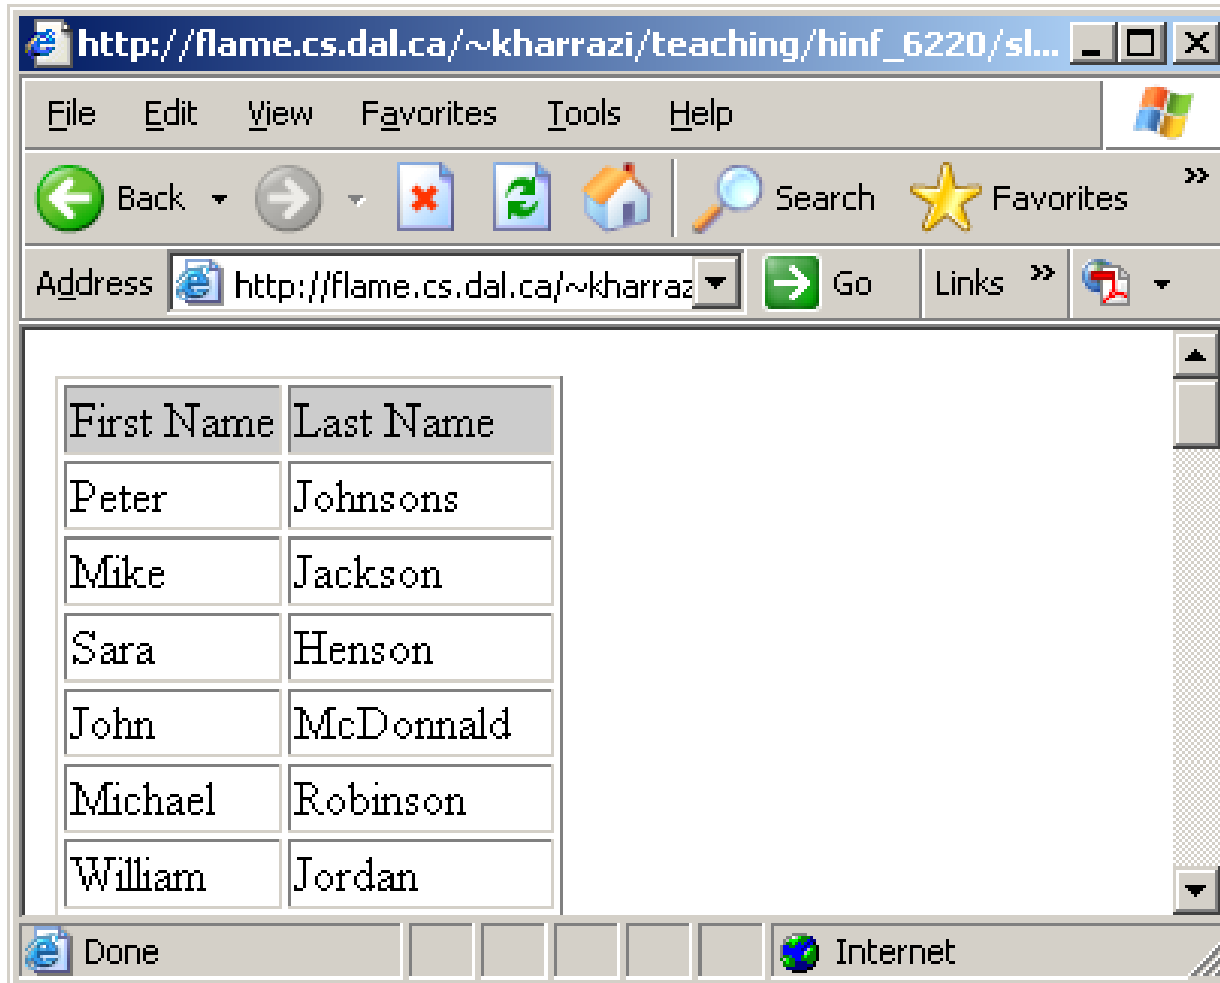 http://flame.cs.dal.ca/~kharrazi/teaching/hinf_6220/sl...
File Edit View Favorites Tools Help
Back Search Favorites »
Address http://flame.cs.dal.ca/~kharraz Go Links »
First Name Last Name
Peter Johnsons
Mike Jackson
Sara Henson
John McDonnald
Michael Robinson
William Jordan
Done Internet